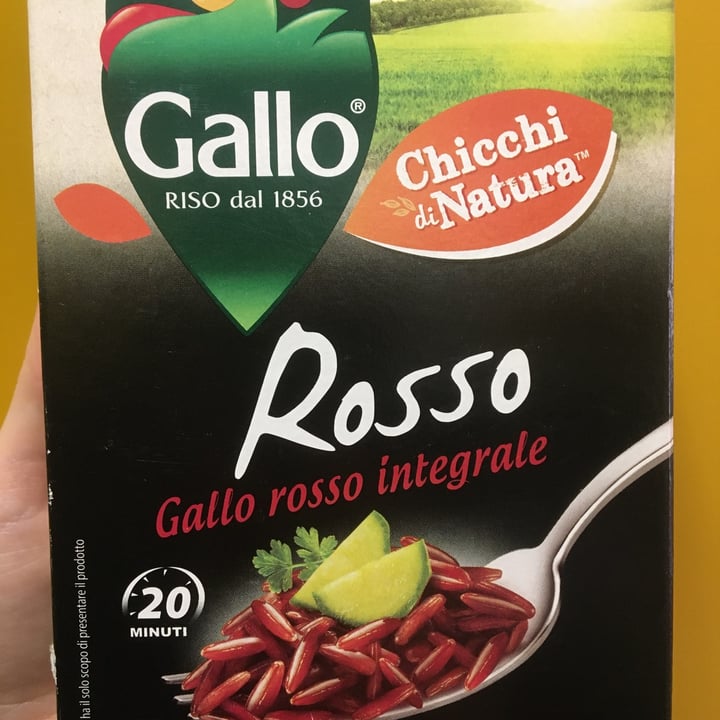 Gallo®
RISO dal 1856
Chicchi
di Natura™
Rosso
Gallo rosso integrale
20
MINUTI
ha il solo scopo di presentare il prodotto